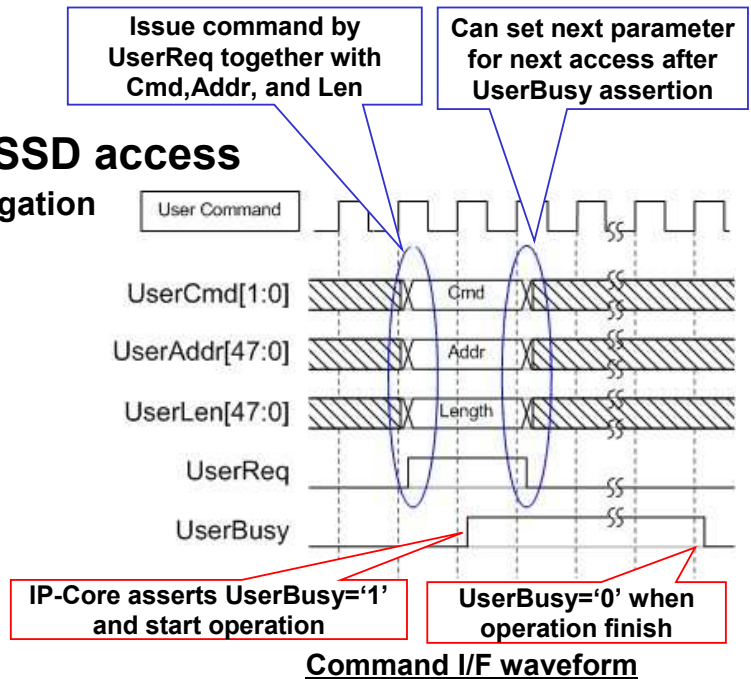 Issue command by
UserReq together with
Cmd,Addr, and Len
Can set next parameter
for next access after
UserBusy assertion
SSD access
gation
User Command
UserCmd[1:0]
Cmd
UserAddr[47:0]
Addr
UserLen[47:0]
Length
UserReq
UserBusy
IP-Core asserts UserBusy=‘1’
and start operation
UserBusy=‘0’ when
operation finish
Command I/F waveform